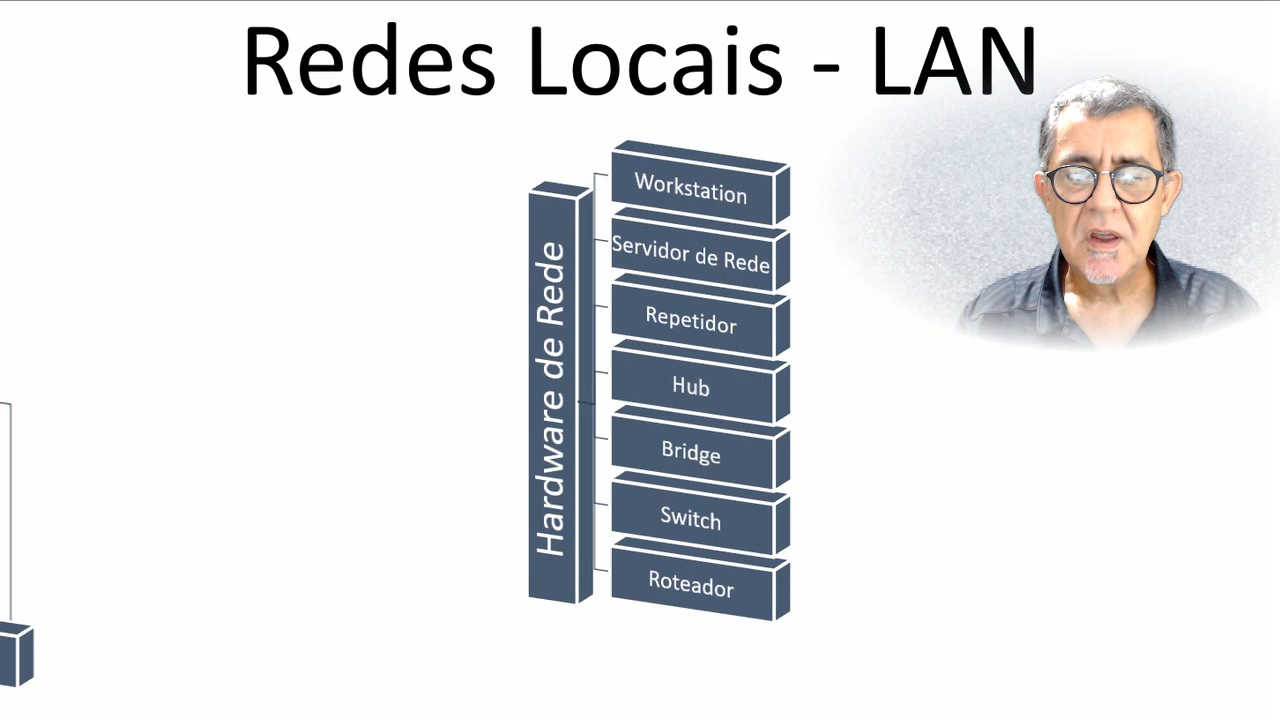 Redes Locais - LAN
Hardware de Rede
Workstation
Servidor de Rede
Repetidor
Hub
Bridge
Switch
Roteador